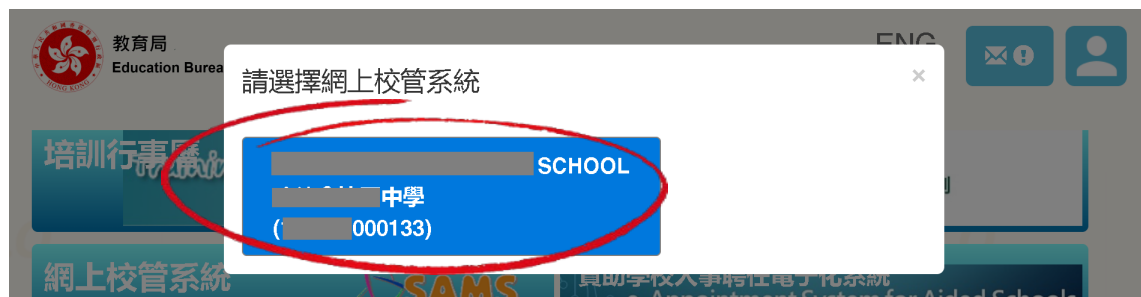 教育局
Education Burea
ENG
請選擇網上校管系統
×
SCHOOL
中學
( 000133)
培訓行事曆
網上校管系統
SAMS
資助學校人事聘任電子化系統
e-Appointment System for Aided Schools